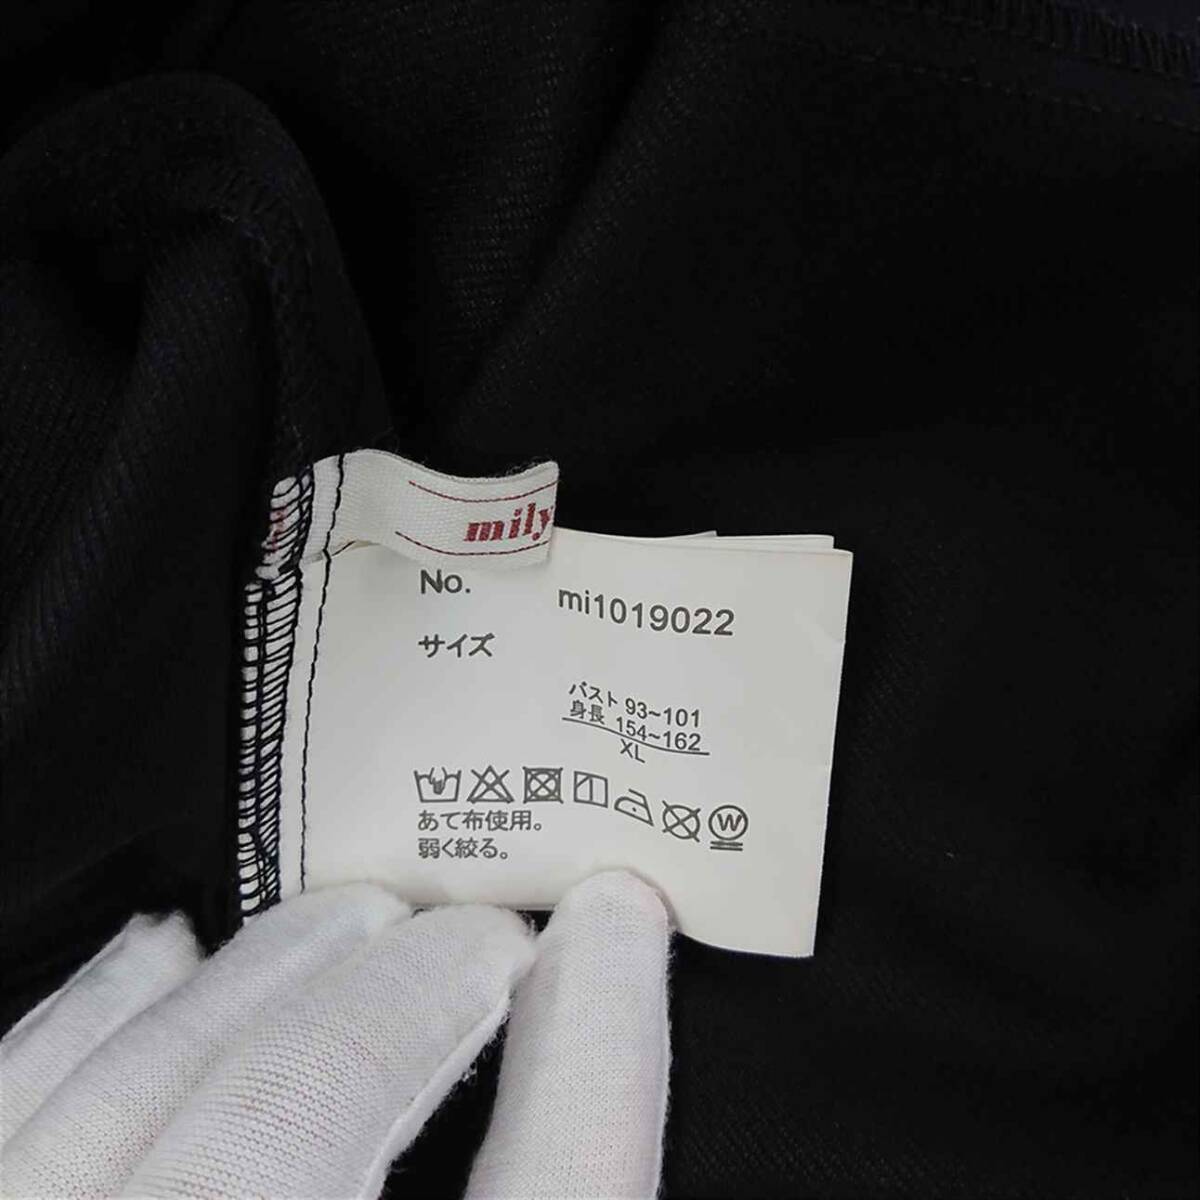 mily
No. mi1019022
サイズ
バスト 93~101
身長 154~162
XL
W
あて布使用。
弱く絞る。